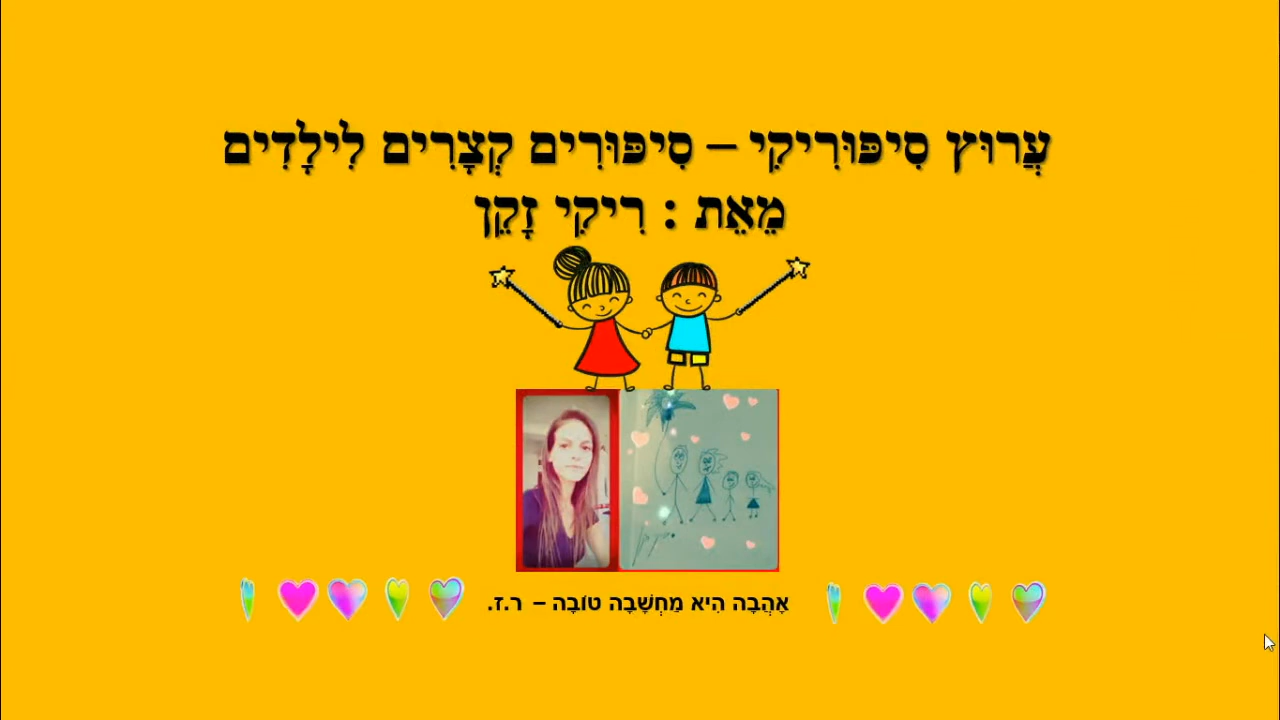 עֲרוּץ סִיפּוּרִיקִי – סִיפּוּרִים קְצָרִים לִילָדִים
מֵאֵת : רִיקִי זָקֵן
אַהֲבָה הִיא מַחְשָׁבָה טוֹבָה – ר.ז.